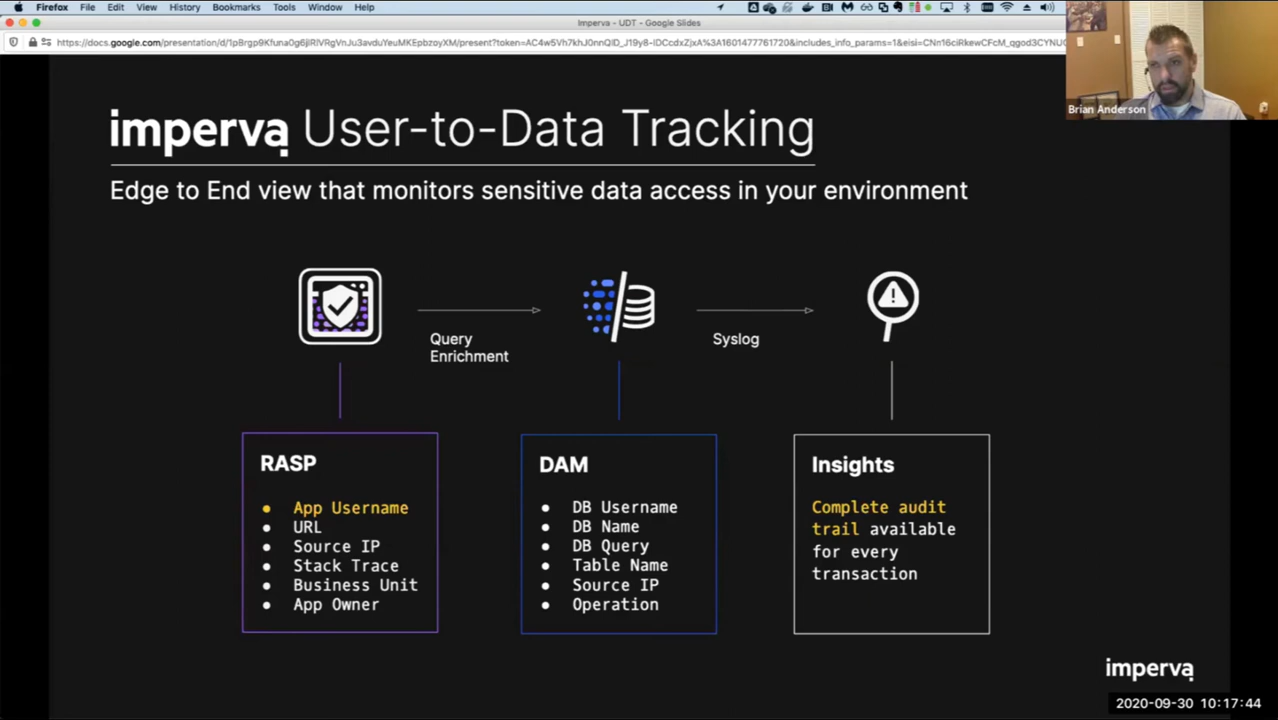 Firefox File Edit View History Bookmarks Tools Window Help
Imperva - UDT - Google Slides
Brian Anderson
imperva User-to-Data Tracking
Edge to End view that monitors sensitive data access in your environment
Query
Enrichment
Syslog
RASP
• App Username
• URL
• Source IP
• Stack Trace
• Business Unit
• App Owner
DAM
• DB Username
• DB Name
• DB Query
• Table Name
• Source IP
• Operation
Insights
Complete audit
trail available
for every
transaction
imperva
2020-09-30 10:17:44